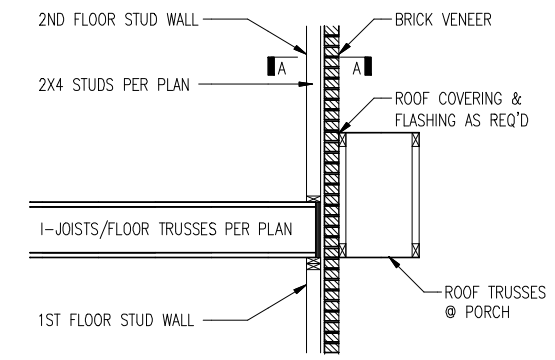 2ND FLOOR STUD WALL
BRICK VENEER
A
A
2X4 STUDS PER PLAN
ROOF COVERING &
FLASHING AS REQ'D
I-JOISTS/FLOOR TRUSSES PER PLAN
ROOF TRUSSES
@ PORCH
1ST FLOOR STUD WALL